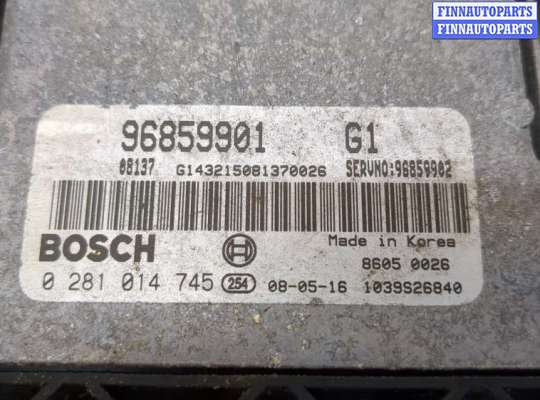 FINNAUTOPARTS
FINNAUTOPARTS
96859901 G1
08137 G143215081370026 SERVNO:96859902
BOSCH Made in Korea
8605 0026
0 281 014 745 254 08-05-16 1039S26840